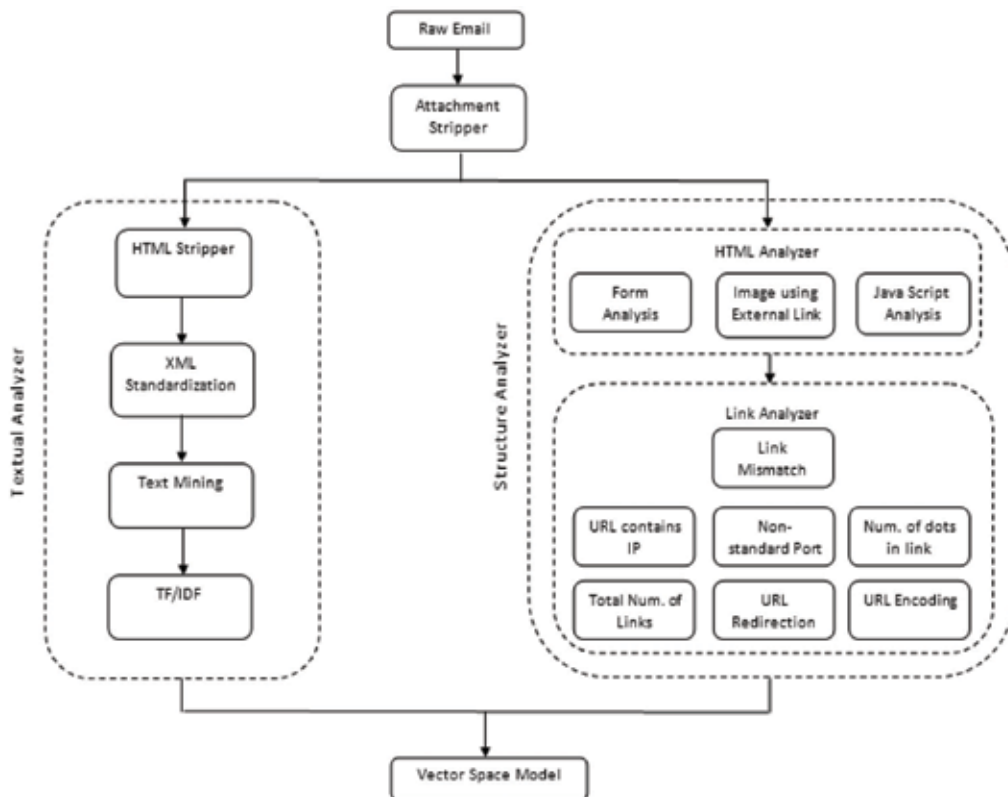 Raw Email
Attachment
Stripper
Textual Analyzer
HTML Stripper
XML
Standardization
Text Mining
TF/IDF
Structure Analyzer
HTML Analyzer
Form
Analysis
Image using
External Link
Java Script
Analysis
Link Analyzer
Link
Mismatch
URL contains
IP
Non-
standard Port
Num. of dots
in link
Total Num. of
Links
URL
Redirection
URL Encoding
Vector Space Model